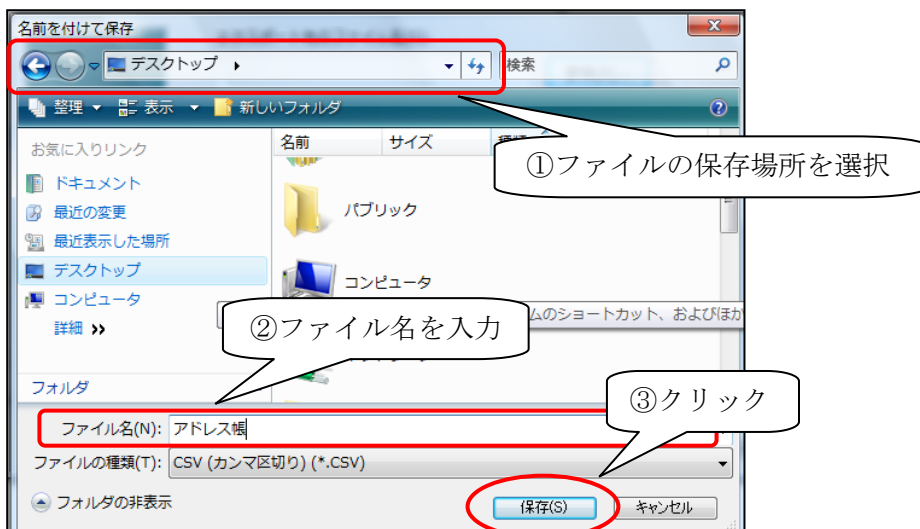 名前を付けて保存
デスクトップ
検索
整理 表示 新しいフォルダ
名前 サイズ
①ファイルの保存場所を選択
お気に入りリンク
ドキュメント
最近の変更
最近表示した場所
デスクトップ
コンピュータ
詳細 »
パブリック
コンピュータ
ムのショートカット、およびほか
②ファイル名を入力
フォルダ
③クリック
ファイル名(N): アドレス帳
ファイルの種類(T): CSV (カンマ区切り) (*.CSV)
フォルダの非表示
保存(S) キャンセル